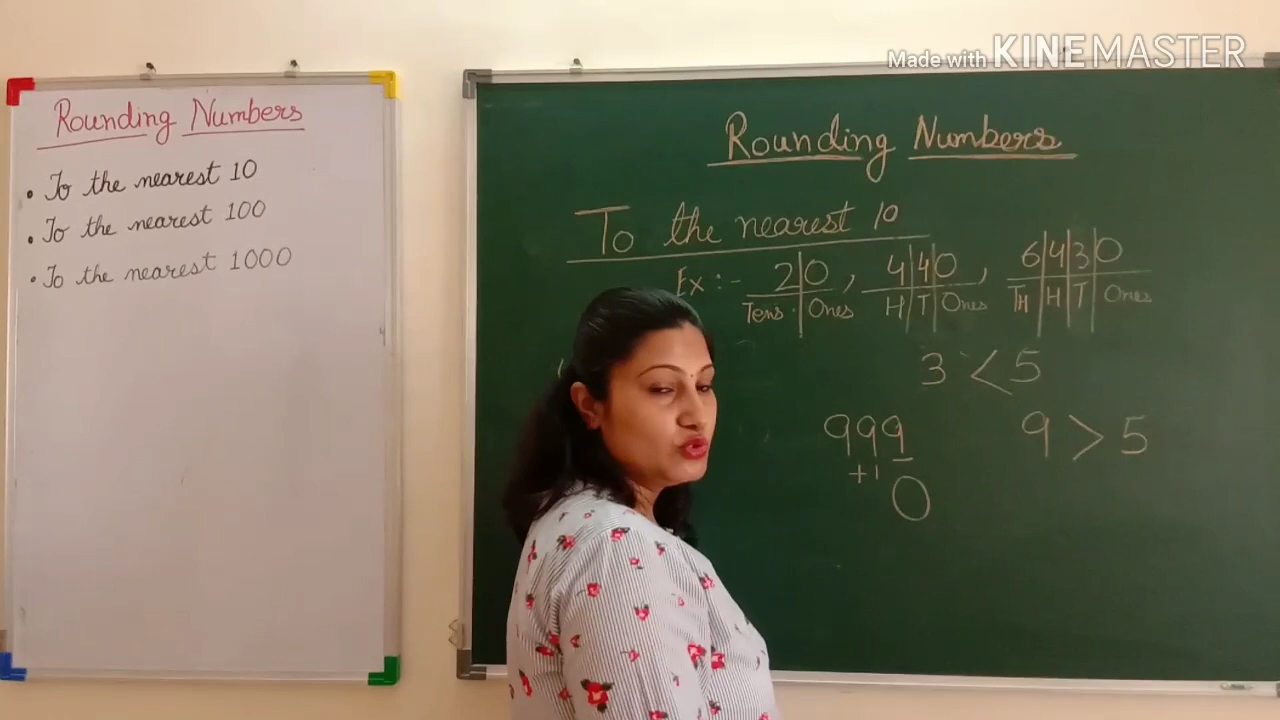 Made with KINEMASTER
Rounding Numbers
• To the nearest 10
• To the nearest 100
• To the nearest 1000
Rounding Numbers
To the nearest 10
Ex :- 20, 440, 6430
Tens Ones H T Ones TH H T Ones
3 < 5
999 9 > 5
+1
0